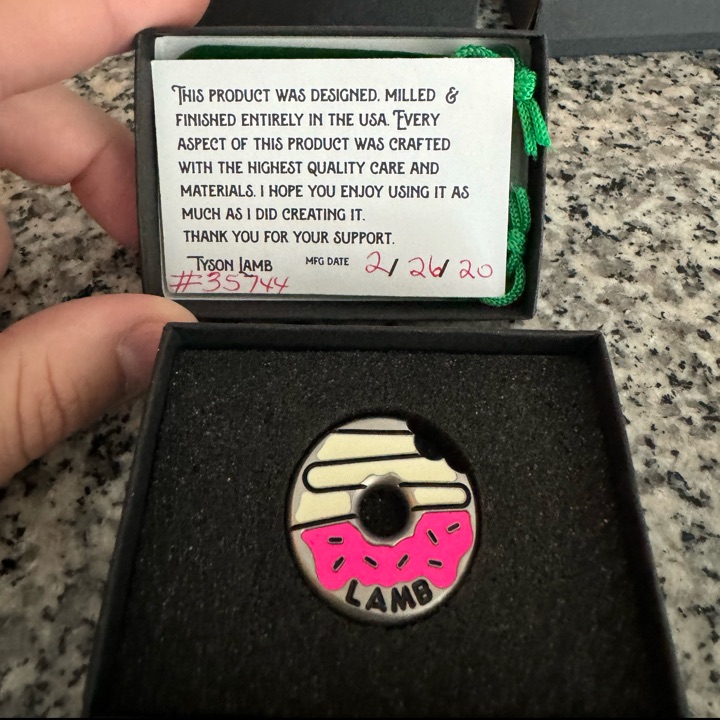 THIS PRODUCT WAS DESIGNED. MILLED &
FINISHED ENTIRELY IN THE USA. EVERY
ASPECT OF THIS PRODUCT WAS CRAFTED
WITH THE HIGHEST QUALITY CARE AND
MATERIALS. I HOPE YOU ENJOY USING IT AS
MUCH AS I DID CREATING IT.
THANK YOU FOR YOUR SUPPORT.
TYSON LAMB MFG DATE 2/26/20
#35744
LAMB